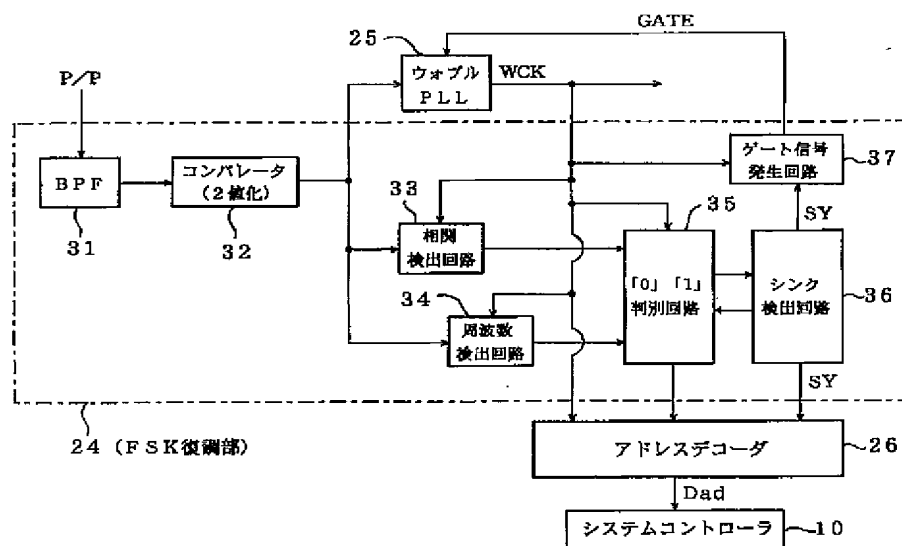 GATE
25
P/P
ウォブル
PLL
WCK
BPF
31
コンパレータ
(2値化)
32
33
相関
検出回路
34
周波数
検出回路
35
「0」「1」
判別回路
ゲート信号
発生回路
37
SY
シンク
検出回路
36
SY
24 (FSK復調部)
アドレスデコーダ
26
Dad
システムコントローラ
10